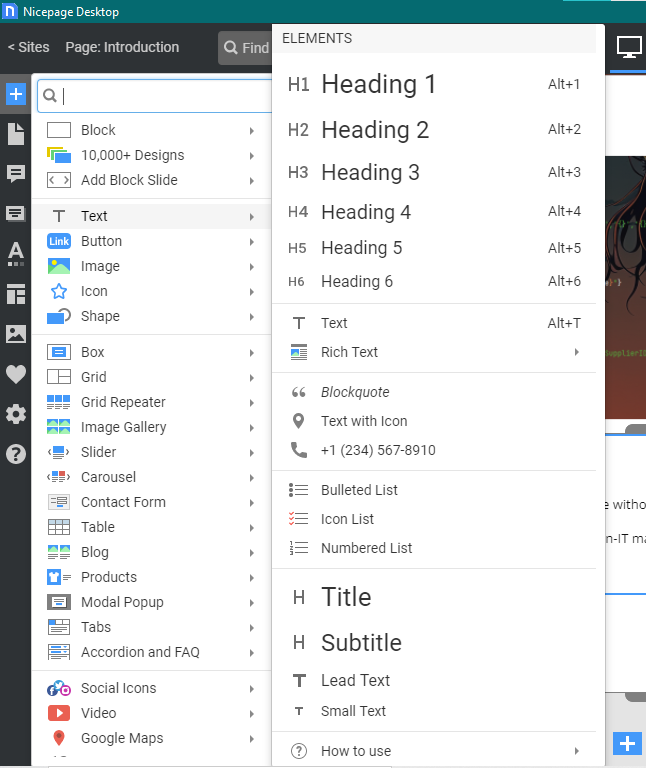 Nicepage Desktop
< Sites
Page: Introduction
Find
Block
10,000+ Designs
Add Block Slide
Text
Link Button
Image
Icon
Shape
Box
Grid
Grid Repeater
Image Gallery
Slider
Carousel
Contact Form
Table
Blog
Products
Modal Popup
Tabs
Accordion and FAQ
Social Icons
Video
Google Maps
ELEMENTS
H1 Heading 1 Alt+1
H2 Heading 2 Alt+2
H3 Heading 3 Alt+3
H4 Heading 4 Alt+4
H5 Heading 5 Alt+5
H6 Heading 6 Alt+6
T Text Alt+T
Rich Text
Blockquote
Text with Icon
+1 (234) 567-8910
Bulleted List
Icon List
Numbered List
H Title
H Subtitle
T Lead Text
T Small Text
How to use
SupplierID
e witho
n-IT ma